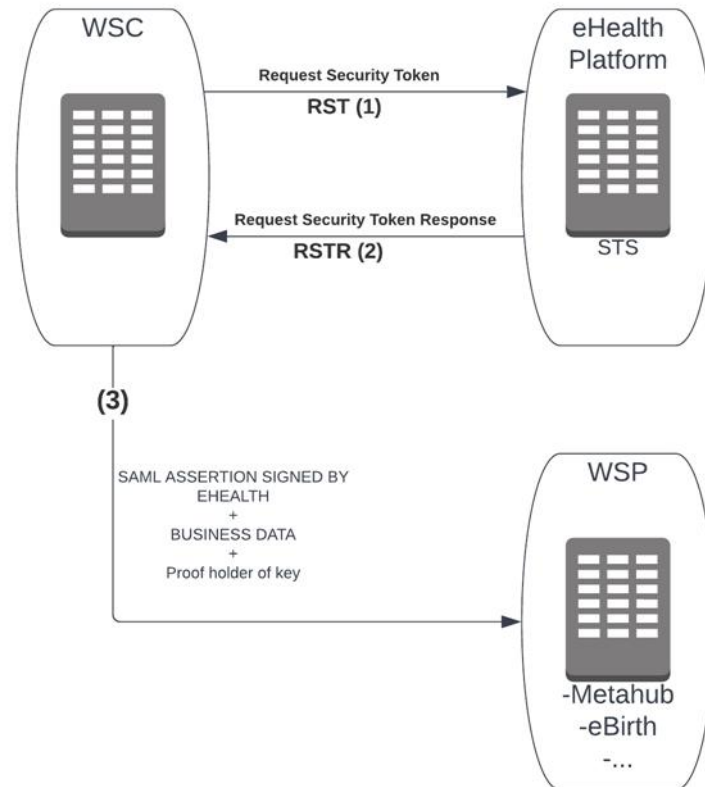 WSC
eHealth
Platform
Request Security Token
RST (1)
Request Security Token Response
RSTR (2)
STS
(3)
SAML ASSERTION SIGNED BY
EHEALTH
+
BUSINESS DATA
+
Proof holder of key
WSP
-Metahub
-eBirth
-...